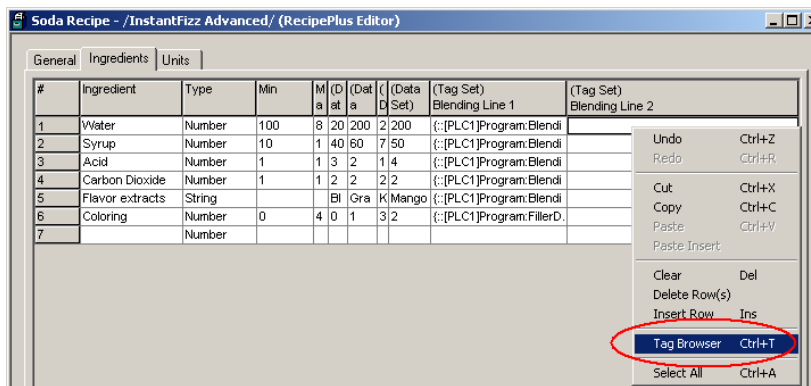 Soda Recipe - /InstantFizz Advanced/ (RecipePlus Editor)
General Ingredients Units
# Ingredient Type Min M a (D at (Dat a ( D (Data Set) (Tag Set) Blending Line 1 (Tag Set) Blending Line 2
1 Water Number 100 8 20 200 2 200 {::[PLC1]Program:Blendi
2 Syrup Number 10 1 40 60 7 50 {::[PLC1]Program:Blendi
3 Acid Number 1 1 3 2 1 4 {::[PLC1]Program:Blendi
4 Carbon Dioxide Number 1 1 2 2 2 2 {::[PLC1]Program:Blendi
5 Flavor extracts String Bl Gra K Mango {::[PLC1]Program:Blendi
6 Coloring Number 0 4 0 1 3 2 {::[PLC1]Program:FillerD.
7 Number
Undo Ctrl+Z
Redo Ctrl+R
Cut Ctrl+X
Copy Ctrl+C
Paste Ctrl+V
Paste Insert
Clear Del
Delete Row(s)
Insert Row Ins
Tag Browser Ctrl+T
Select All Ctrl+A